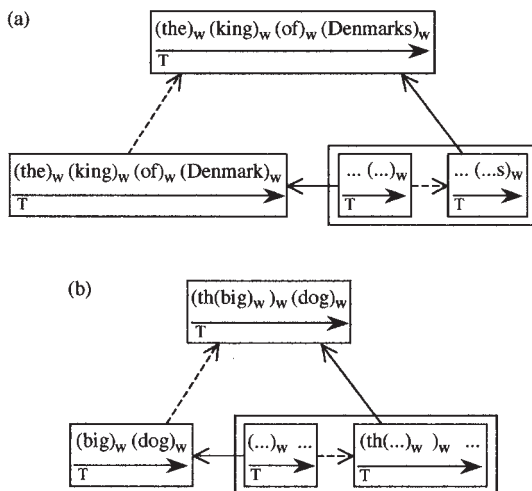 (a)
(the)w (king)w (of)w (Denmarks)w
T
(the)w (king)w (of)w (Denmark)w
... (...)w
... (...s)w
T
T
T
(b)
(th(big)w )w (dog)w
T
(big)w (dog)w
(...)w ...
(th(...)w )w ...
T
T
T